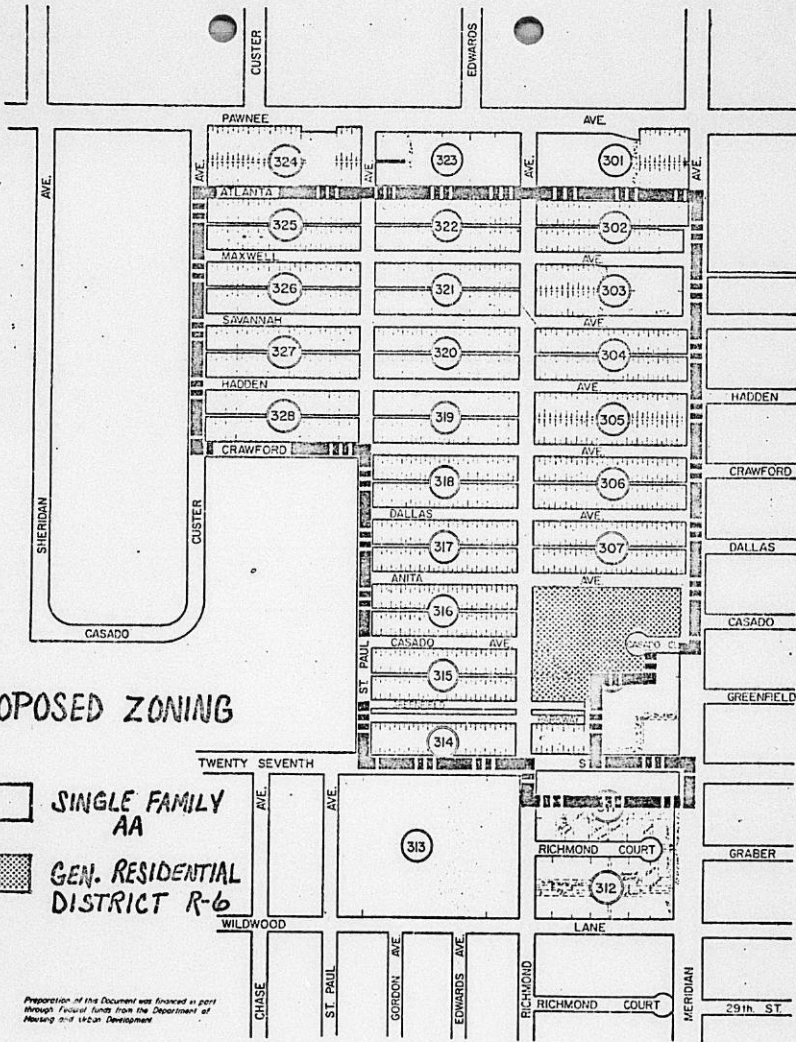 CUSTER
EDWARDS
PAWNEE
AVE.
AVE.
AVE.
AVE.
AVE.
AVE.
324
323
301
ATLANTA
325
322
302
MAXWELL
AVE.
326
321
303
SAVANNAH
AVE
327
320
304
HADDEN
AVE.
HADDEN
328
319
305
CRAWFORD
AVE.
CRAWFORD
318
306
DALLAS
AVE.
SHERIDAN
CUSTER
317
307
DALLAS
ANITA
AVE.
316
CASADO
CASADO
CASADO
AVE
ST. PAUL
315
GREENFIELD
PARKWAY
314
OPOSED ZONING
TWENTY SEVENTH
SINGLE FAMILY
AA
AVE.
AVE.
313
RICHMOND COURT
GRABER
GEN. RESIDENTIAL
DISTRICT R-6
312
WILDWOOD
LANE
CHASE
ST. PAUL
GORDON AVE.
EDWARDS AVE.
RICHMOND
RICHMOND COURT
MERIDIAN
29th. ST.
Preparation of this Document was financed in part
through Federal funds from the Department of
Housing and Urban Development